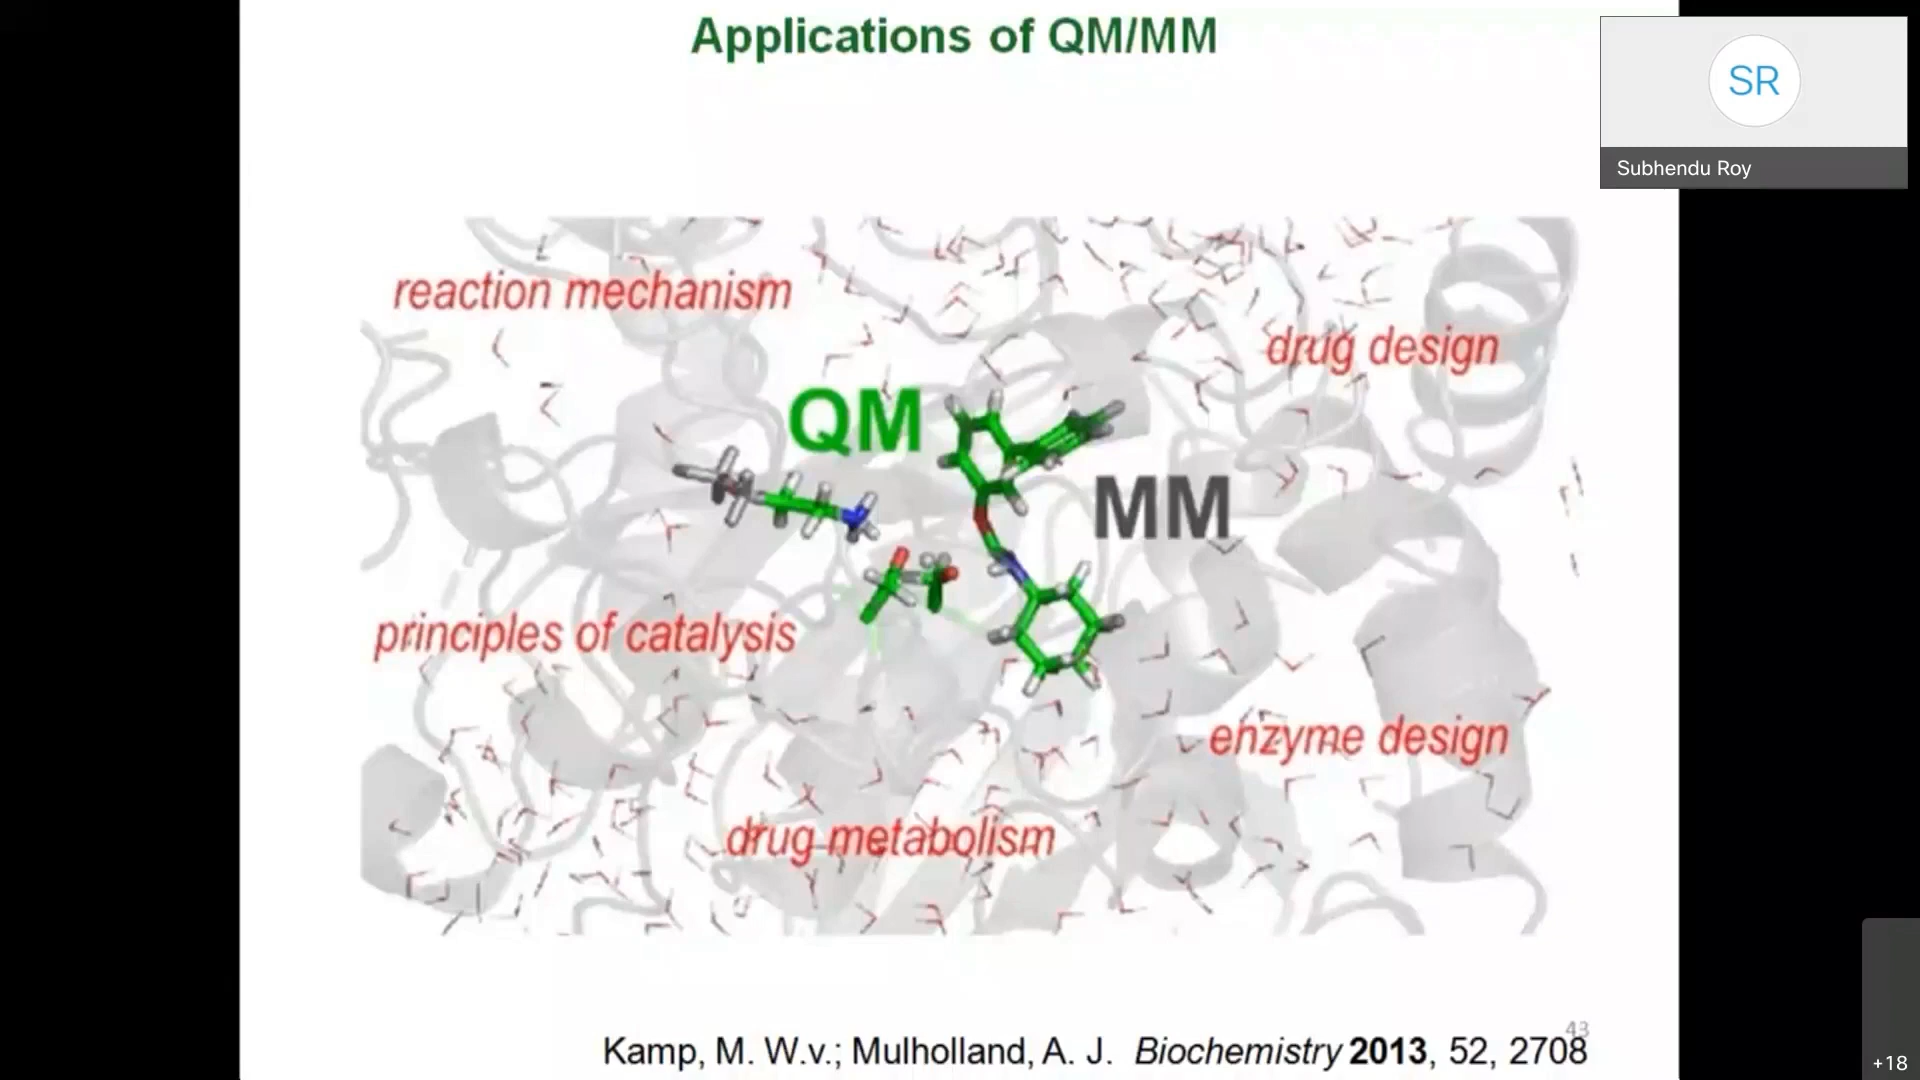 Applications of QM/MM
SR
Subhendu Roy
reaction mechanism
drug design
QM
MM
principles of catalysis
enzyme design
drug metabolism
43
Kamp, M. W.v.; Mulholland, A. J. Biochemistry 2013, 52, 2708
+18